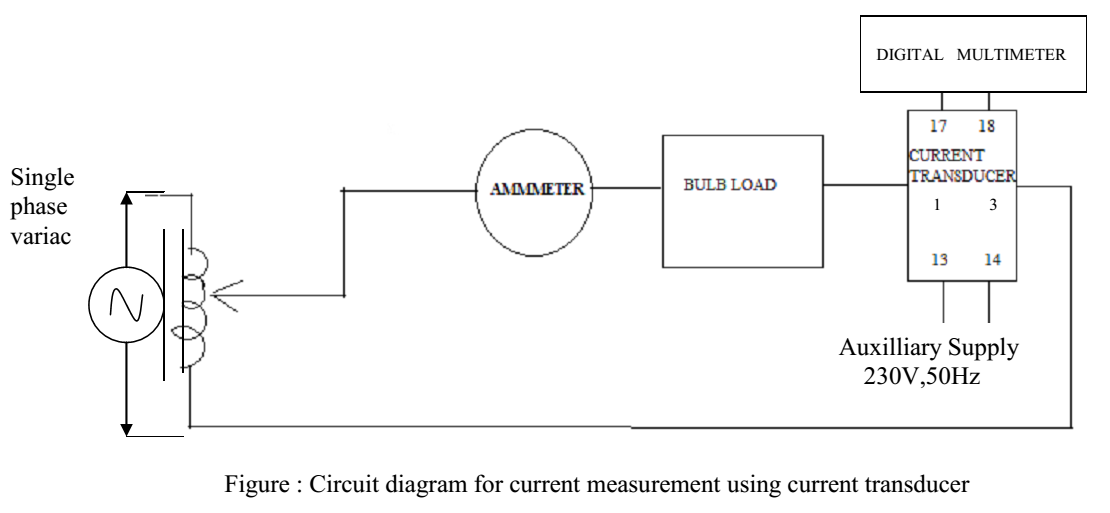 DIGITAL MULTIMETER
17 18
CURRENT
TRANSDUCER
1 3
13 14
Single
phase
variac
AMMMETER
BULB LOAD
Auxilliary Supply
230V,50Hz
Figure : Circuit diagram for current measurement using current transducer